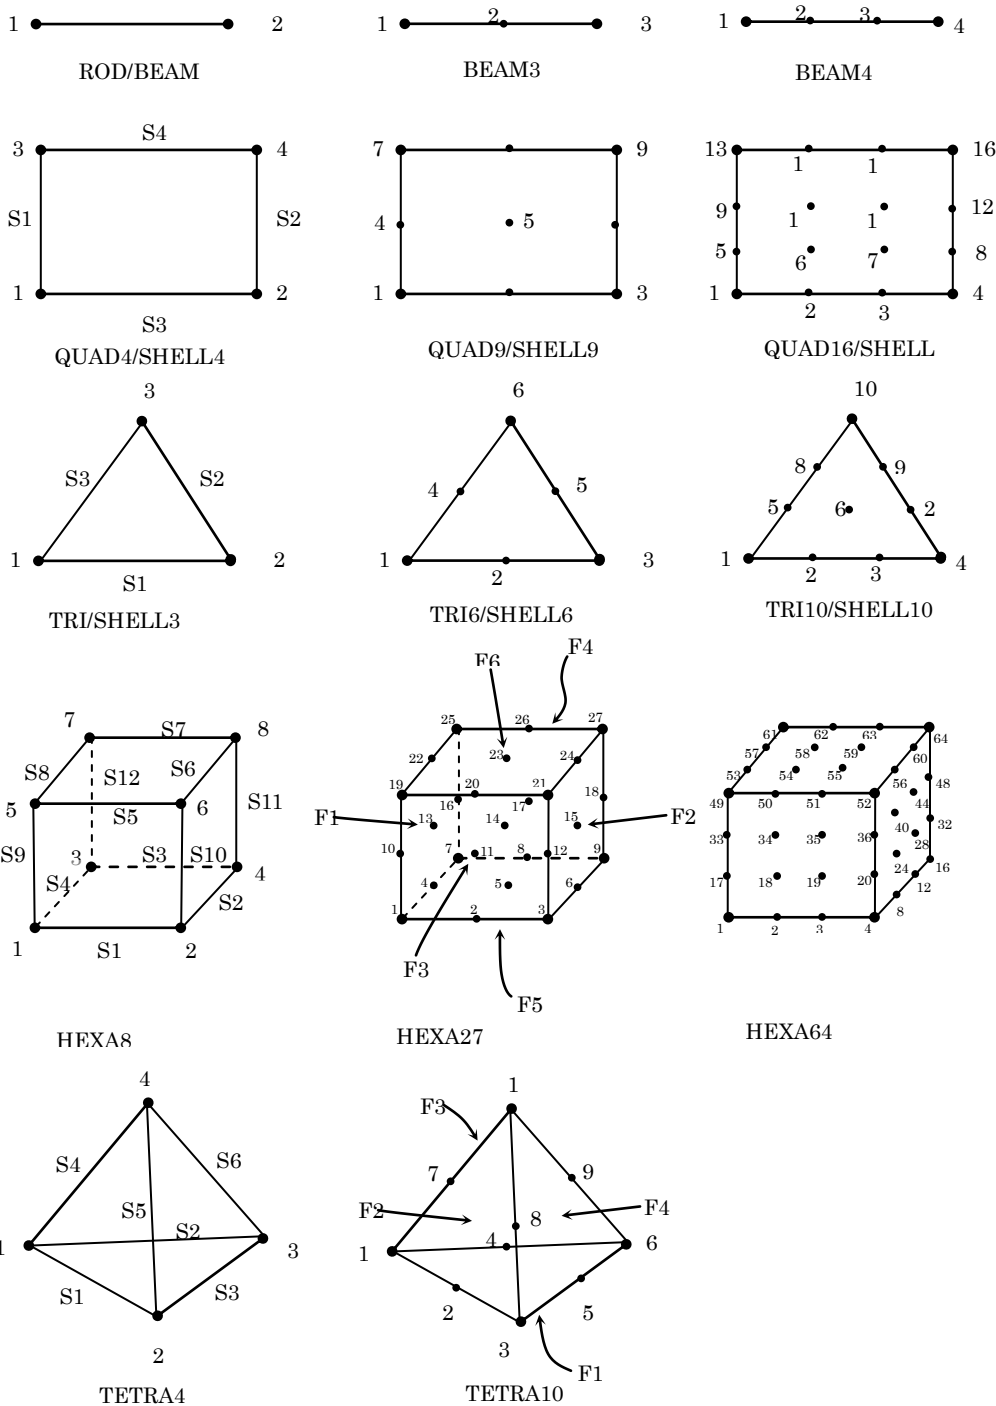 1 2 1 2 3 1 2 3 4
ROD/BEAM BEAM3 BEAM4
S4
3 4 7 9 13 1 1 16
S1 S2 4 5 9 1 1 12
5 6 7 8
1 2 1 3 1 2 3 4
S3
QUAD4/SHELL4 QUAD9/SHELL9 QUAD16/SHELL
3 6 10
S3 S2 4 5 8 9
5 6 2
1 2 1 2 3 1 2 3 4
S1
TRI/SHELL3 TRI6/SHELL6 TRI10/SHELL10
F6 F4
7 S7 8 25 26 27 61 62 63 64
S8 S12 S6 22 23 24 57 58 59 60
53 54 55 56 48
5 S5 6 S11 19 20 21 18 49 50 51 52 44
16 17
F1 13 14 15 F2 33 34 35 36 40 32
S9 3 S3 S10 4 10 7 11 8 12 9 28
S4 S2 4 5 6 17 18 19 20 24 16
12
1 S1 2 1 2 3 1 2 3 4 8
F3
F5
HEXA8 HEXA27 HEXA64
4 1
F3
S4 S6 7 9
S5 S2 F2 8 F4
1 3 1 4 6
S1 S3 2 5
2 3
F1
TETRA4 TETRA10